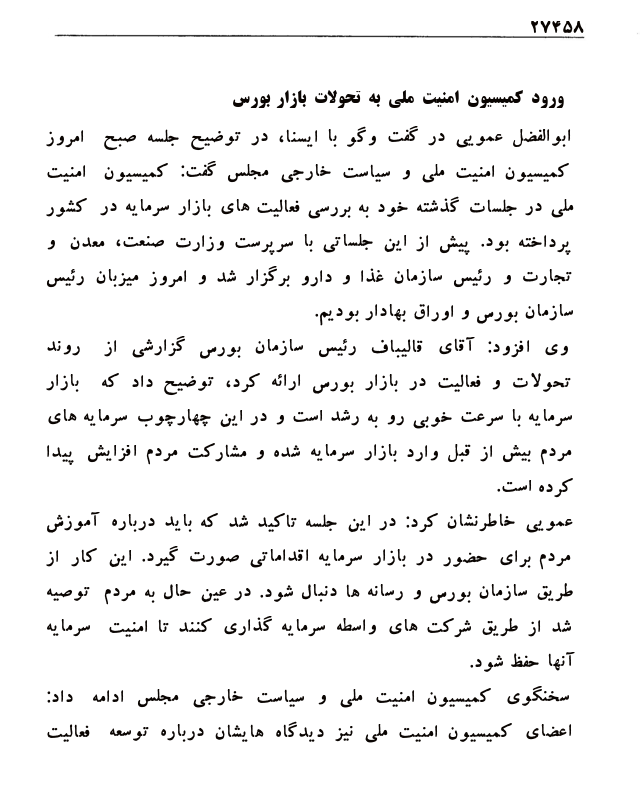 ۲۷۴۵۸
ورود کمیسیون امنیت ملی به تحولات بازار بورس
ابوالفضل عمویی در گفت وگو با ایسنا، در توضیح جلسه صبح امروز
کمیسیون امنیت ملی و سیاست خارجی مجلس گفت: کمیسیون امنیت
ملی در جلسات گذشته خود به بررسی فعالیت های بازار سرمایه در کشور
پرداخته بود. پیش از این جلساتی با سرپرست وزارت صنعت، معدن و
تجارت و رئیس سازمان غذا و دارو برگزار شد و امروز میزبان رئیس
سازمان بورس و اوراق بهادار بودیم.
وی افزود: آقای قالیباف رئیس سازمان بورس گزارشی از روند
تحولات و فعالیت در بازار بورس ارائه کرد، توضیح داد که بازار
سرمایه با سرعت خوبی رو به رشد است و در این چهارچوب سرمایه های
مردم بیش از قبل وارد بازار سرمایه شده و مشارکت مردم افزایش پیدا
کرده است.
عمویی خاطرنشان کرد: در این جلسه تاکید شد که باید درباره آموزش
مردم برای حضور در بازار سرمایه اقداماتی صورت گیرد. این کار از
طریق سازمان بورس و رسانه ها دنبال شود. در عین حال به مردم توصیه
شد از طریق شرکت های واسطه سرمایه گذاری کنند تا امنیت سرمایه
آنها حفظ شود.
سخنگوی کمیسیون امنیت ملی و سیاست خارجی مجلس ادامه داد:
اعضای کمیسیون امنیت ملی نیز دیدگاه هایشان درباره توسعه فعالیت